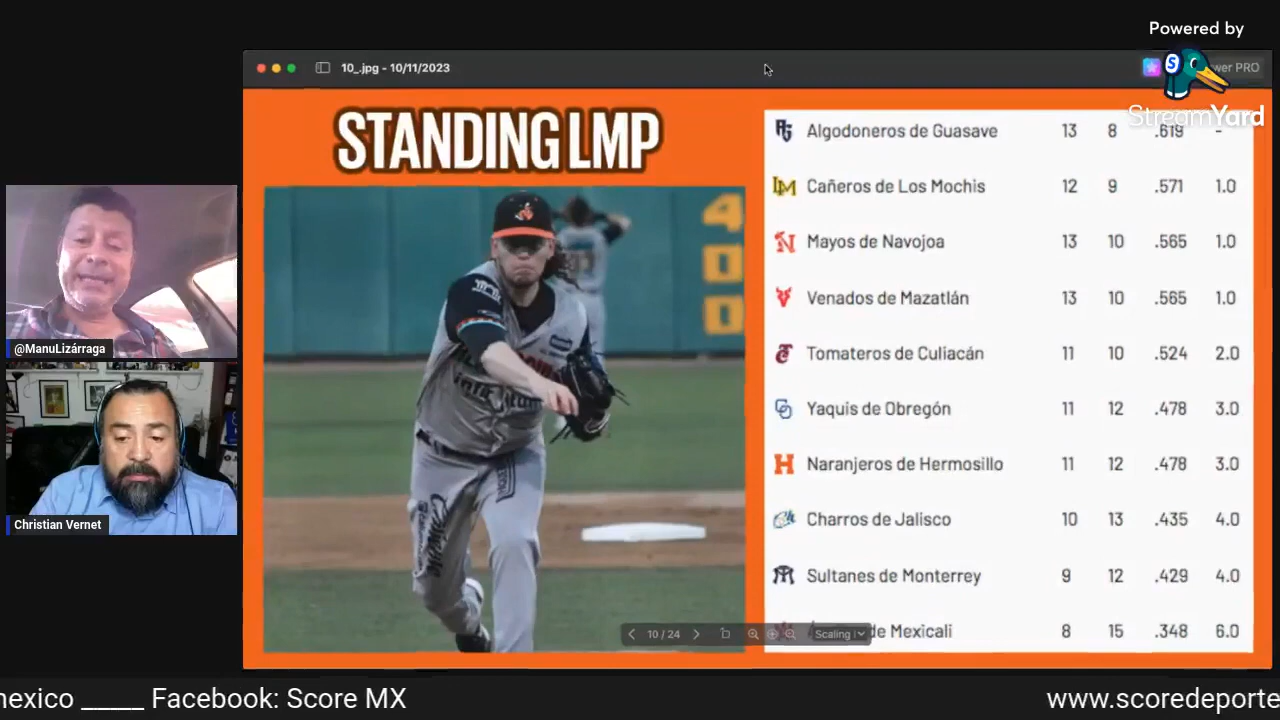 Powered by
StreamYard
10_.jpg - 10/11/2023
wer PRO
STANDING LMP
400
Algodoneros de Guasave 13 8 .619 -
Cañeros de Los Mochis 12 9 .571 1.0
Mayos de Navojoa 13 10 .565 1.0
Venados de Mazatlán 13 10 .565 1.0
Tomateros de Culiacán 11 10 .524 2.0
Yaquis de Obregón 11 12 .478 3.0
Naranjeros de Hermosillo 11 12 .478 3.0
Charros de Jalisco 10 13 .435 4.0
Sultanes de Monterrey 9 12 .429 4.0
de Mexicali 8 15 .348 6.0
10 / 24
Scaling
@ManuLizárraga
Christian Vernet
nexico _____ Facebook: Score MX
www.scoredeporte